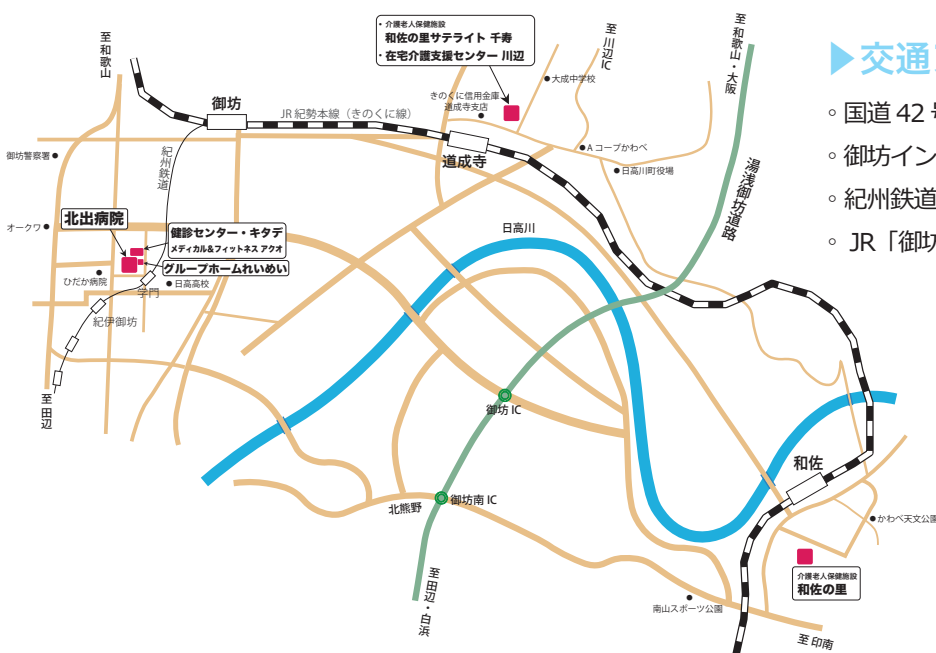 ・介護老人保健施設
和佐の里サテライト 千寿
・在宅介護支援センター 川辺
至和歌山
至川辺IC
至和歌山・大阪
▶交通
大成中学校
きのくに信用金庫
道成寺支店
御坊
JR紀勢本線（きのくに線）
国道 42
御坊警察署
紀州鉄道
道成寺
Aコープかわべ
日高川町役場
御坊イン
湯浅御坊道路
紀州鉄道
オークワ
北出病院
健診センター・キタデ
メディカル&フィットネス アクオ
日高川
JR「御坊
グループホームれいめい
ひだか病院
学門
日高高校
紀伊御坊
至田辺
御坊 IC
和佐
北熊野
御坊南 IC
かわべ天文公園
至田辺・白浜
介護老人保健施設
和佐の里
南山スポーツ公園
至印南